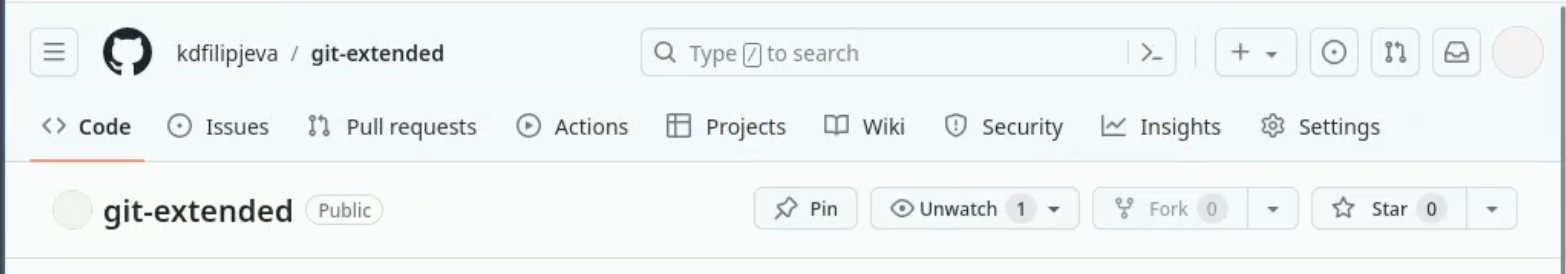 kdfilipjeva / git-extended
Type / to search
Code Issues Pull requests Actions Projects Wiki Security Insights Settings
git-extended Public Pin Unwatch 1 Fork 0 Star 0